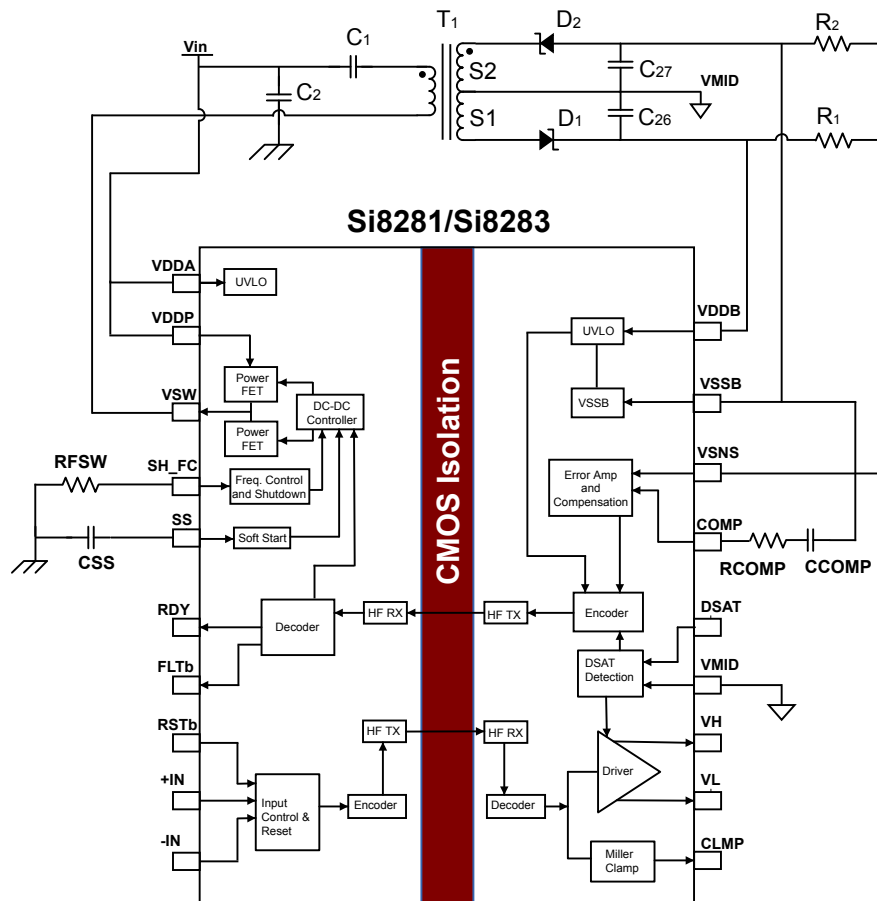 Vin
C1
C2
T1
S2
S1
D2
D1
C27
C26
VMID
R2
R1
Si8281/Si8283
CMOS Isolation
VDDA
UVLO
VDDP
Power
FET
VSW
Power
FET
DC-DC
Controller
RFSW
SH_FC
Freq. Control
and Shutdown
SS
Soft Start
CSS
RDY
Decoder
HF RX
HF TX
Encoder
FLTb
RSTb
+IN
-IN
Input
Control &
Reset
Encoder
HF TX
HF RX
Decoder
VDDB
UVLO
VSSB
VSSB
VSNS
Error Amp
and
Compensation
COMP
RCOMP
CCOMP
DSAT
DSAT
Detection
VMID
VH
Driver
VL
Miller
Clamp
CLMP